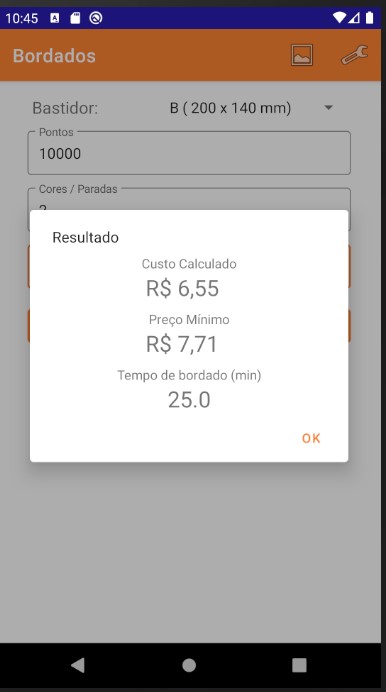 10:45
Bordados
Bastidor: B ( 200 x 140 mm)
Pontos
10000
Cores / Paradas
Resultado
Custo Calculado
R$ 6,55
Preço Mínimo
R$ 7,71
Tempo de bordado (min)
25.0
OK